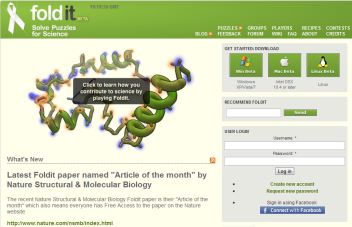 foldit BETA
Solve Puzzles
for Science
PUZZLES GROUPS PLAYERS RECIPES CONTESTS
BLOG FEEDBACK FORUM WIKI FAQ ABOUT CREDITS
GET STARTED: DOWNLOAD
Win Beta
Mac Beta
Linux Beta
Windows
XP/Vista/7
Intel OSX
10.4 or later
Linux
Click to learn how you
contribute to science by
playing Foldit.
RECOMMEND FOLDIT
Send
USER LOGIN
Username: *
Password: *
Log in
Create new account
Request new password
Sign in using Facebook
Connect with Facebook
What's New
Latest Foldit paper named "Article of the month" by
Nature Structural & Molecular Biology
The recent Nature Structural & Molecular Biology Foldit paper is their "Article of the
month" which also means everyone has Free Access to the paper on the Nature
website:
http://www.nature.com/nsmb/index.html